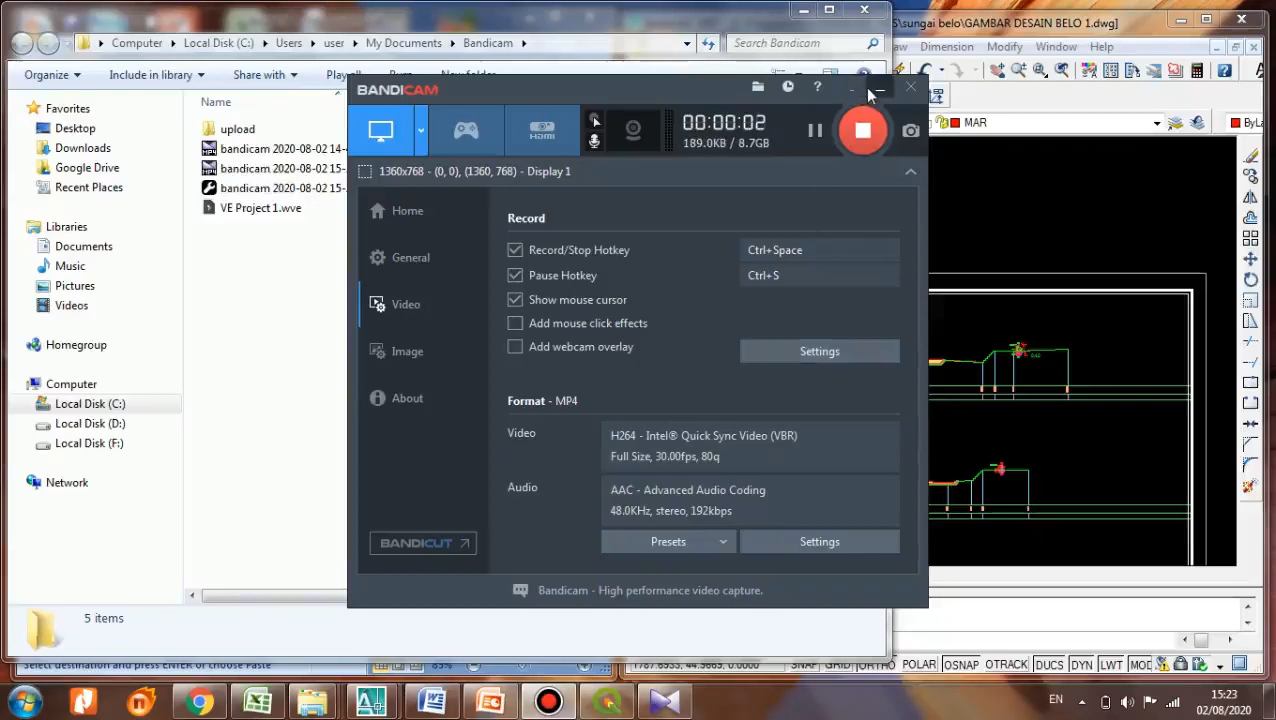 S\sungai belo\GAMBAR DESAIN BELO 1.dwg]
Computer Local Disk (C:) Users user My Documents Bandicam
Search Bandicam
Dimension Modify Window Help
Organize Include in library Share with New folder
Favorites
Desktop
Downloads
Google Drive
Recent Places
Libraries
Documents
Music
Pictures
Videos
Homegroup
Computer
Local Disk (C:)
Local Disk (D:)
Local Disk (F:)
Network
Name
upload
bandicam 2020-08-02 14-
bandicam 2020-08-02 15-
bandicam 2020-08-02 15-
VE Project 1.wve
5 items
BANDICAM
HDMI
00:00:02
189.0KB / 8.7GB
1360x768 - (0, 0), (1360, 768) - Display 1
Home
General
Video
Image
About
BANDICUT
Record
Record/Stop Hotkey Ctrl+Space
Pause Hotkey Ctrl+S
Show mouse cursor
Add mouse click effects
Add webcam overlay
Settings
Format - MP4
Video
H264 - Intel® Quick Sync Video (VBR)
Full Size, 30.00fps, 80q
Audio
AAC - Advanced Audio Coding
48.0KHz, stereo, 192kbps
Presets Settings
Bandicam - High performance video capture.
MAR
ByLa
Select destination and press ENTER or choose Paste
85%
SNAP GRID ORTHO POLAR OSNAP OTRACK DUCS DYN LWT MOD
EN
15:23
02/08/2020